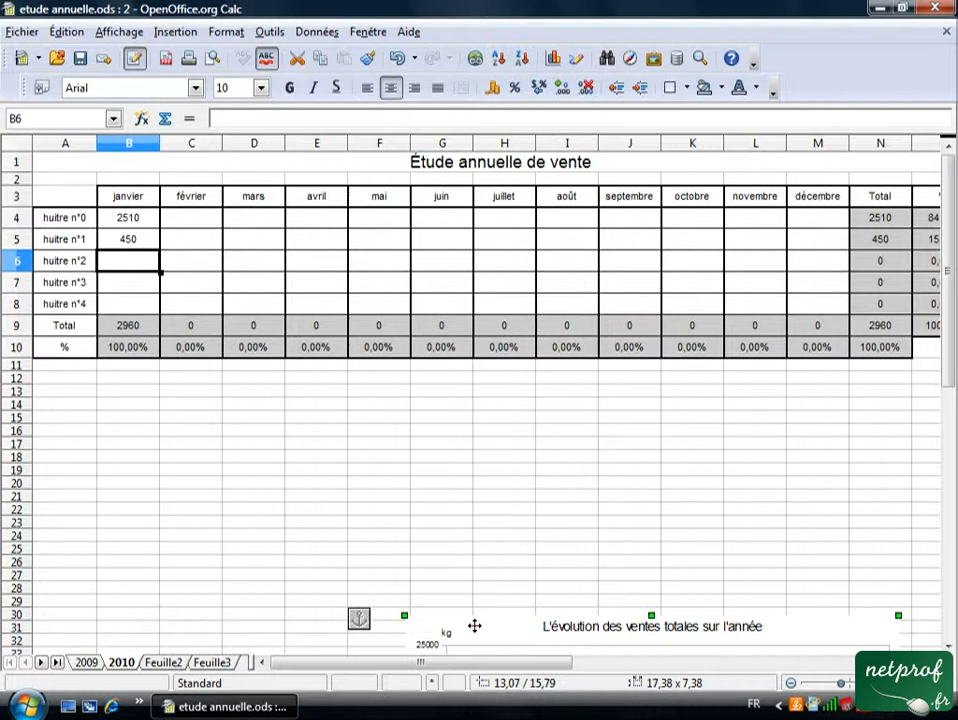 etude annuelle.ods : 2 - OpenOffice.org Calc
Fichier Édition Affichage Insertion Format Outils Données Fenêtre Aide
Arial 10 G I S
B6
A B C D E F G H I J K L M N
1 Étude annuelle de vente
2
3 janvier février mars avril mai juin juillet août septembre octobre novembre décembre Total
4 huitre n°0 2510 2510 84
5 huitre n°1 450 450 15
6 huitre n°2 0 0,
7 huitre n°3 0 0,
8 huitre n°4 0 0,
9 Total 2960 0 0 0 0 0 0 0 0 0 0 0 2960 100
10 % 100,00% 0,00% 0,00% 0,00% 0,00% 0,00% 0,00% 0,00% 0,00% 0,00% 0,00% 0,00% 100,00%
11
12
13
14
15
16
17
18
19
20
21
22
23
24
25
26
27
28
29
30
31 L'évolution des ventes totales sur l'année
kg
32 25000
2009 2010 Feuille2 Feuille3
Standard * 13,07 / 15,79 17,38 x 7,38
etude annuelle.ods :... FR
netprof
.fr